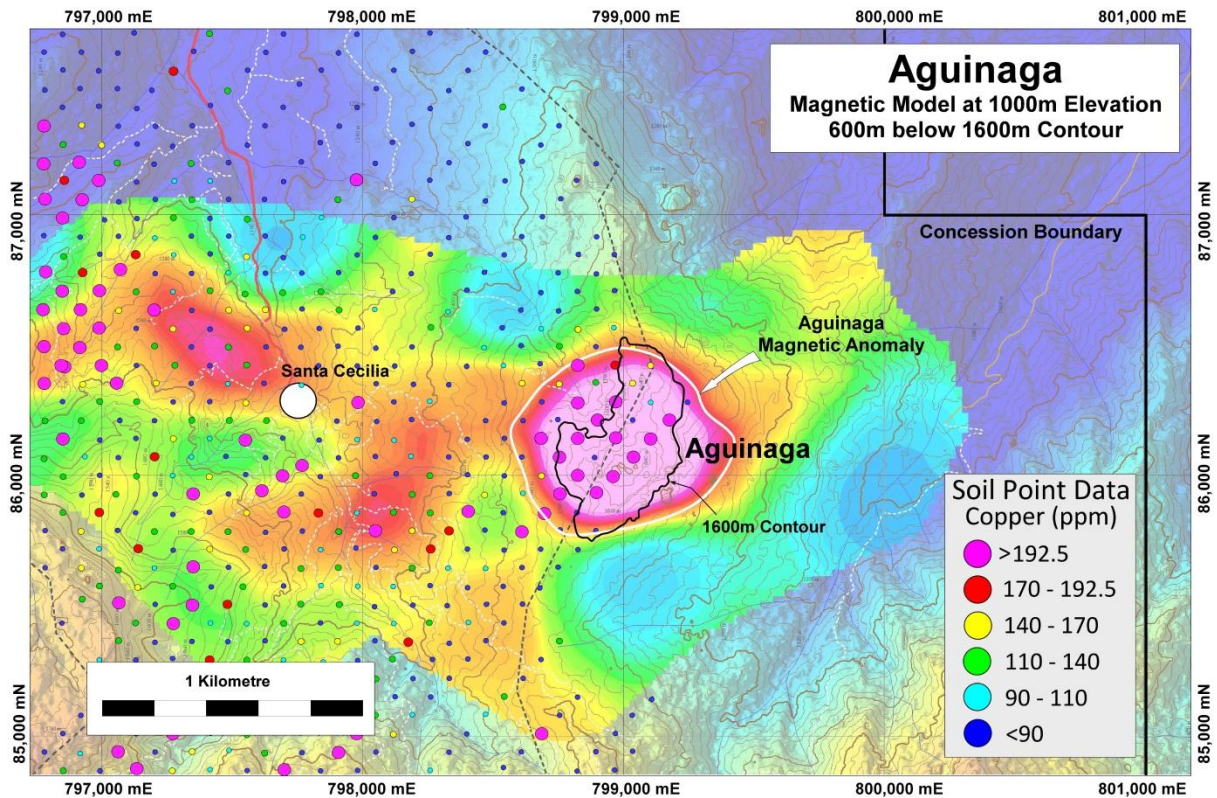 797,000 mE
798,000 mE
799,000 mE
800,000 mE
801,000 mE
Aguinaga
Magnetic Model at 1000m Elevation
600m below 1600m Contour
87,000 mN
87,000 mN
Concession Boundary
Aguinaga
Magnetic Anomaly
Santa Cecilia
Aguinaga
86,000 mN
86,000 mN
1600m Contour
Soil Point Data
Copper (ppm)
>192.5
170 - 192.5
140 - 170
110 - 140
90 - 110
<90
1 Kilometre
85,000 mN
85,000 mN
797,000 mE
798,000 mE
799,000 mE
800,000 mE
801,000 mE